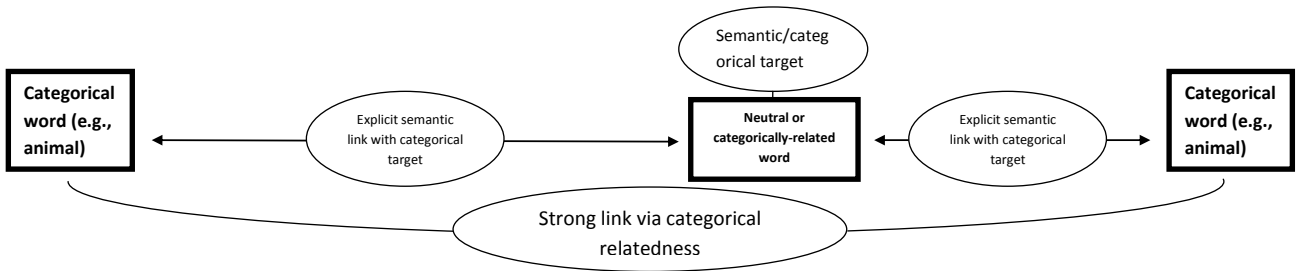 Semantic/categ
orical target
Categorical
word (e.g.,
animal)
Explicit semantic
link with categorical
target
Neutral or
categorically-related
word
Explicit semantic
link with categorical
target
Categorical
word (e.g.,
animal)
Strong link via categorical
relatedness